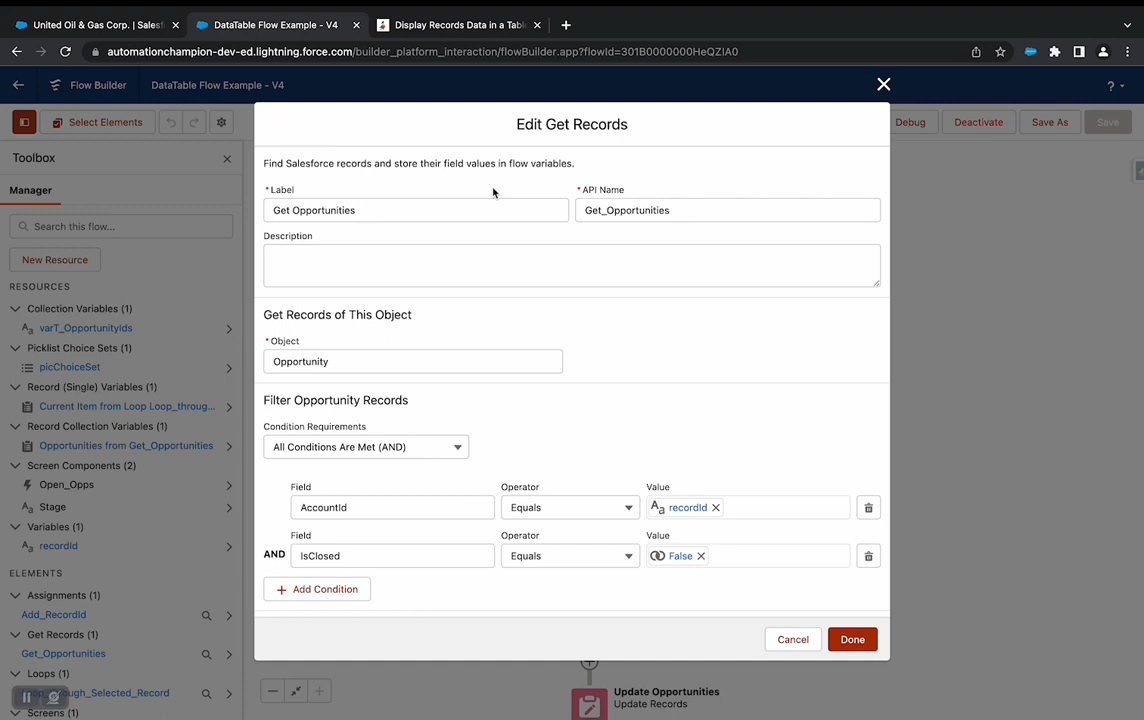 United Oil & Gas Corp. | Salesf
DataTable Flow Example - V4
Display Records Data in a Table
automationchampion-dev-ed.lightning.force.com/builder_platform_interaction/flowBuilder.app?flowId=301B0000000HeQZIA0
Flow Builder
DataTable Flow Example - V4
?
Select Elements
Debug
Deactivate
Save As
Save
Toolbox
Manager
Search this flow...
New Resource
RESOURCES
Collection Variables (1)
varT_OpportunityIds
Picklist Choice Sets (1)
picChoiceSet
Record (Single) Variables (1)
Current Item from Loop Loop_throug...
Record Collection Variables (1)
Opportunities from Get_Opportunities
Screen Components (2)
Open_Opps
Stage
Variables (1)
recordId
ELEMENTS
Assignments (1)
Add_RecordId
Get Records (1)
Get_Opportunities
Loops (1)
ough_Selected_Record
Screens (1)
Edit Get Records
Find Salesforce records and store their field values in flow variables.
* Label
* API Name
Get Opportunities
Get_Opportunities
Description
Get Records of This Object
* Object
Opportunity
Filter Opportunity Records
Condition Requirements
All Conditions Are Met (AND)
Field Operator Value
AccountId Equals recordId
Field Operator Value
AND IsClosed Equals False
+ Add Condition
Cancel
Done
Update Opportunities
Update Records